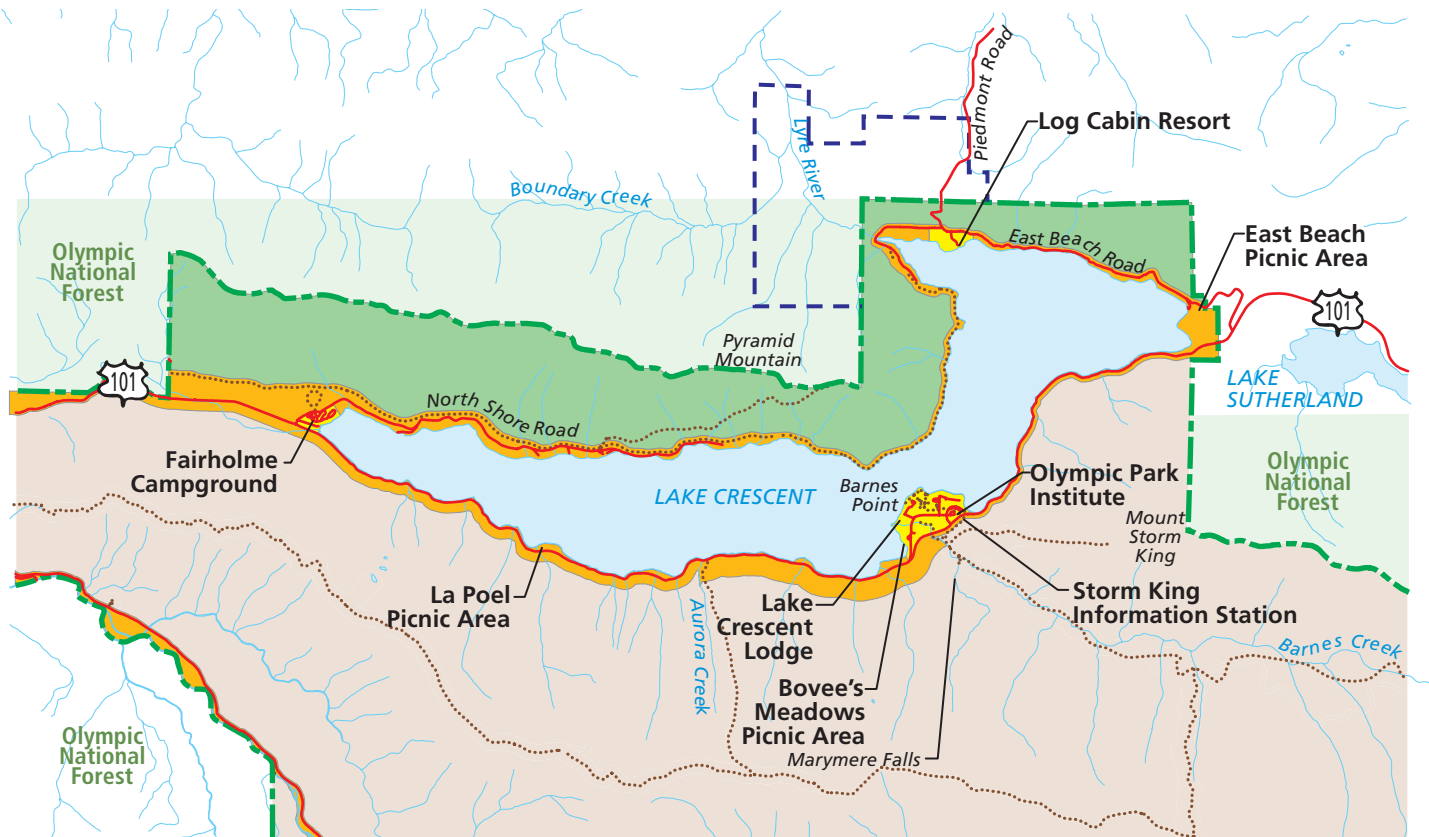 Piedmont Road
Log Cabin Resort
Lyre River
Boundary Creek
East Beach Road
East Beach
Picnic Area
Olympic
National
Forest
101
Pyramid
Mountain
101
LAKE
SUTHERLAND
North Shore Road
Fairholme
Campground
LAKE CRESCENT
Barnes
Point
Olympic Park
Institute
Olympic
National
Forest
Mount
Storm
King
La Poel
Picnic Area
Aurora Creek
Lake
Crescent
Lodge
Storm King
Information Station
Barnes Creek
Bovee's
Meadows
Picnic Area
Marymere Falls
Olympic
National
Forest